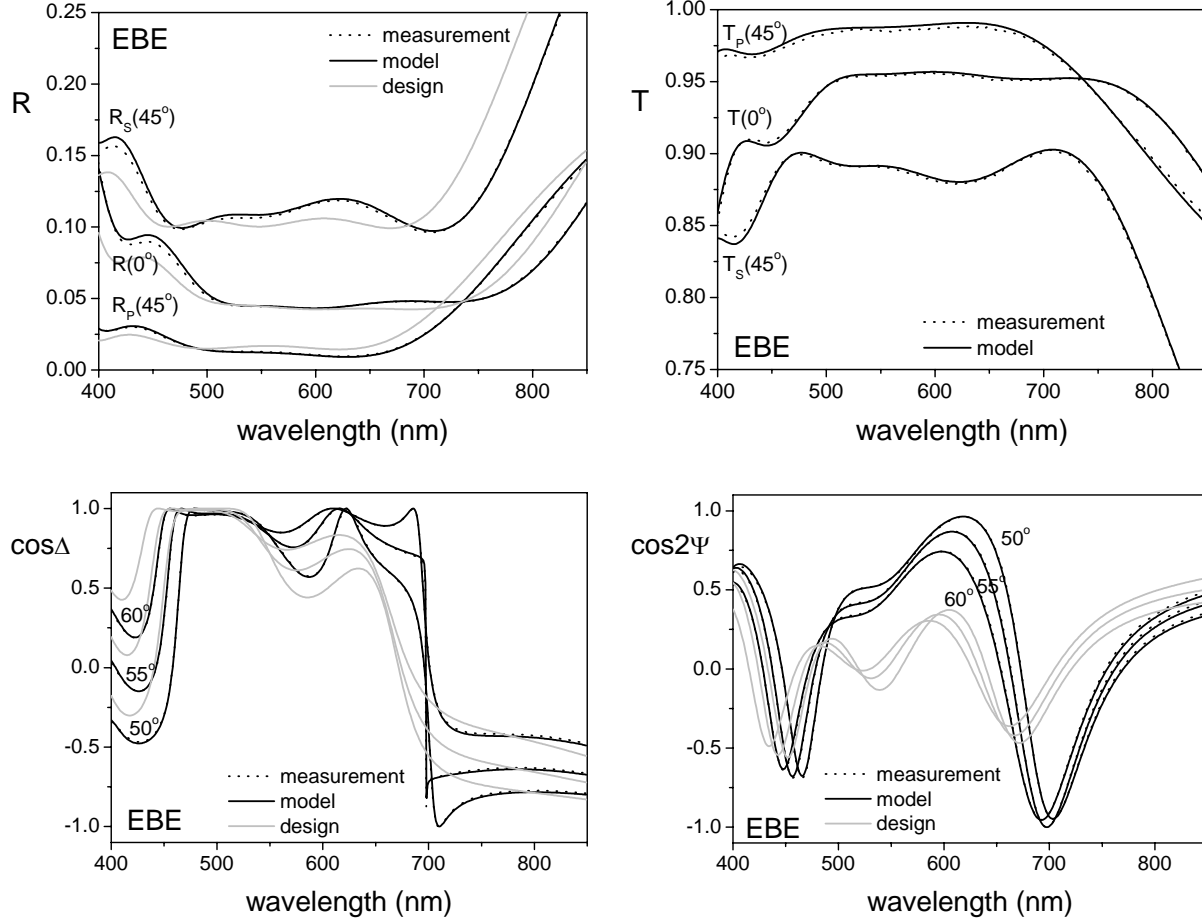 0.25
0.20
0.15
0.10
0.05
0.00
R
EBE
measurement
model
design
R_S(45°)
R(0°)
R_P(45°)
400 500 600 700 800
wavelength (nm)
1.00
0.95
0.90
0.85
0.80
0.75
T
T_P(45°)
T(0°)
T_S(45°)
measurement
model
EBE
400 500 600 700 800
wavelength (nm)
1.0
0.5
0.0
-0.5
-1.0
cosΔ
60°
55°
50°
measurement
model
design
EBE
400 500 600 700 800
wavelength (nm)
1.0
0.5
0.0
-0.5
-1.0
cos2Ψ
50°
55°
60°
measurement
model
design
EBE
400 500 600 700 800
wavelength (nm)